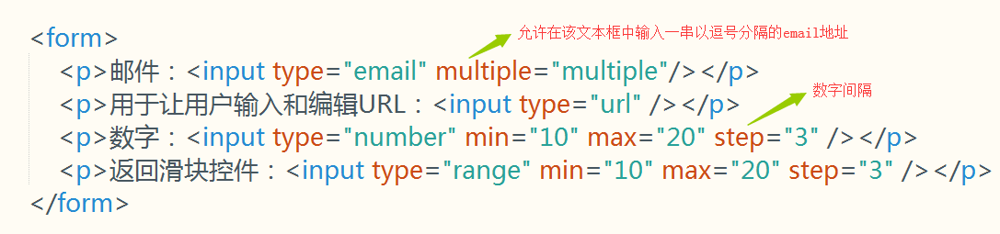 <form>
允许在该文本框中输入一串以逗号分隔的email地址
<p>邮件：<input type="email" multiple="multiple"/></p>
<p>用于让用户输入和编辑URL：<input type="url" /></p>
数字间隔
<p>数字：<input type="number" min="10" max="20" step="3" /></p>
<p>返回滑块控件：<input type="range" min="10" max="20" step="3" /></p>
</form>